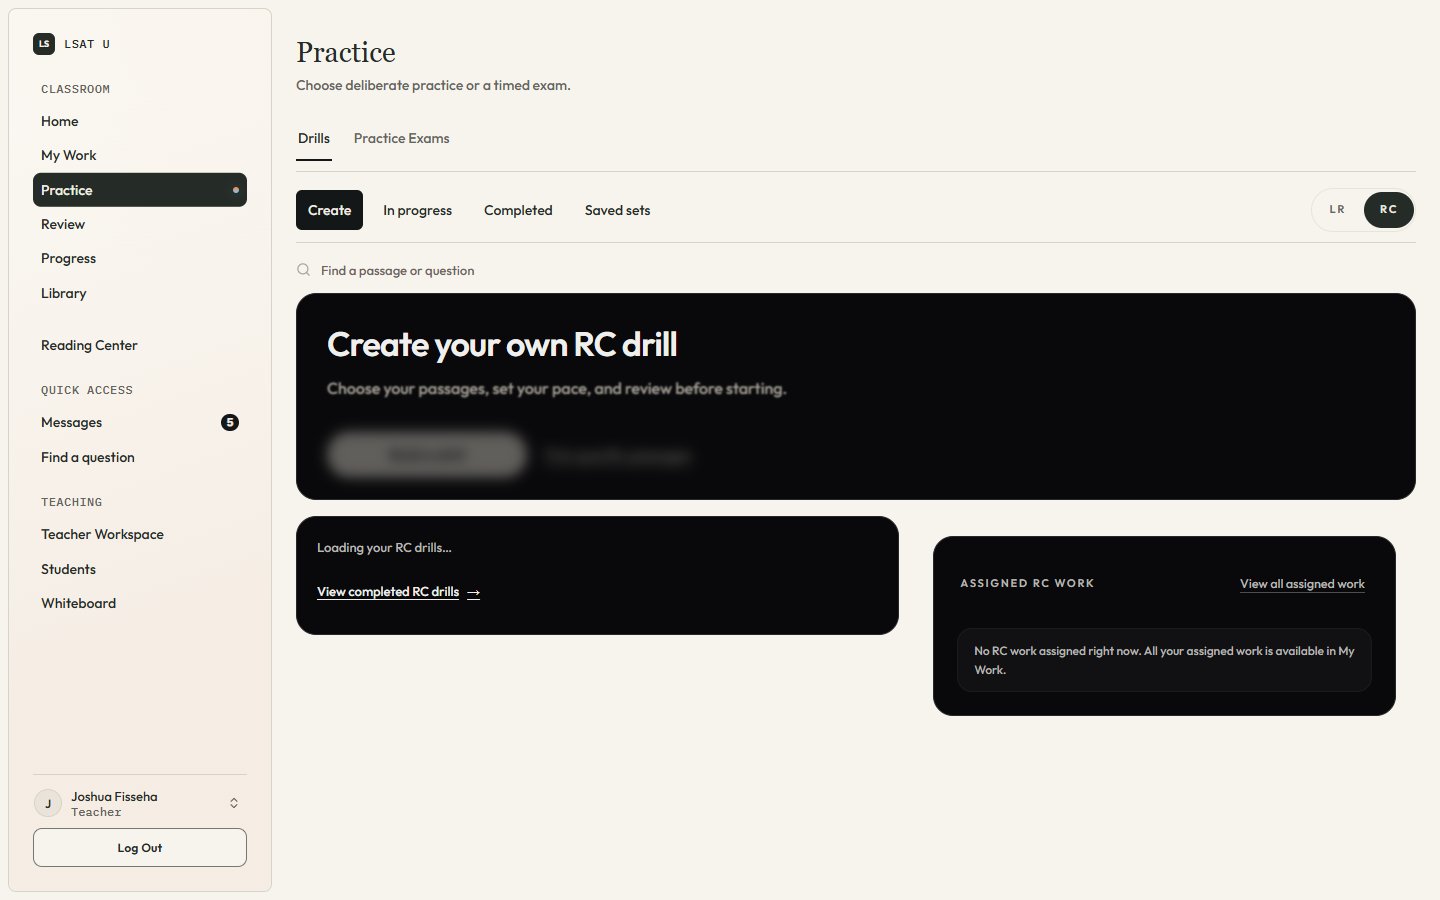 LS LSAT U
CLASSROOM
Home
My Work
Practice
Review
Progress
Library
Reading Center
QUICK ACCESS
Messages 5
Find a question
TEACHING
Teacher Workspace
Students
Whiteboard
J
Joshua Fisseha
Teacher
Log Out
Practice
Choose deliberate practice or a timed exam.
Drills Practice Exams
Create In progress Completed Saved sets LR RC
Find a passage or question
Create your own RC drill
Choose your passages, set your pace, and review before starting.
Loading your RC drills...
View completed RC drills →
ASSIGNED RC WORK View all assigned work
No RC work assigned right now. All your assigned work is available in My
Work.